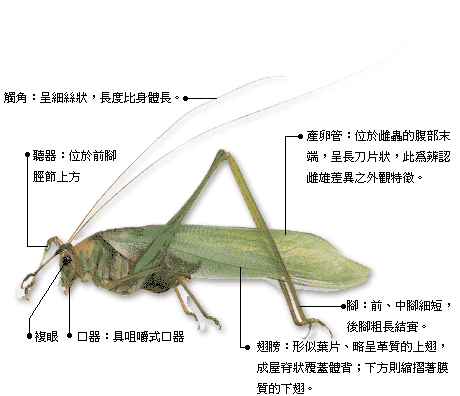 觸角：呈細絲狀，長度比身體長。
產卵管：位於雌蟲的腹部末
端，呈長刀片狀，此為辨認
雌雄差異之外觀特徵。
聽器：位於前腳
脛節上方
腳：前、中腳細短，
後腳粗長結實。
複眼
口器：具咀嚼式口器
翅膀：形似葉片、略呈革質的上翅，
成屋脊狀覆蓋體背；下方則縮摺著膜
質的下翅。